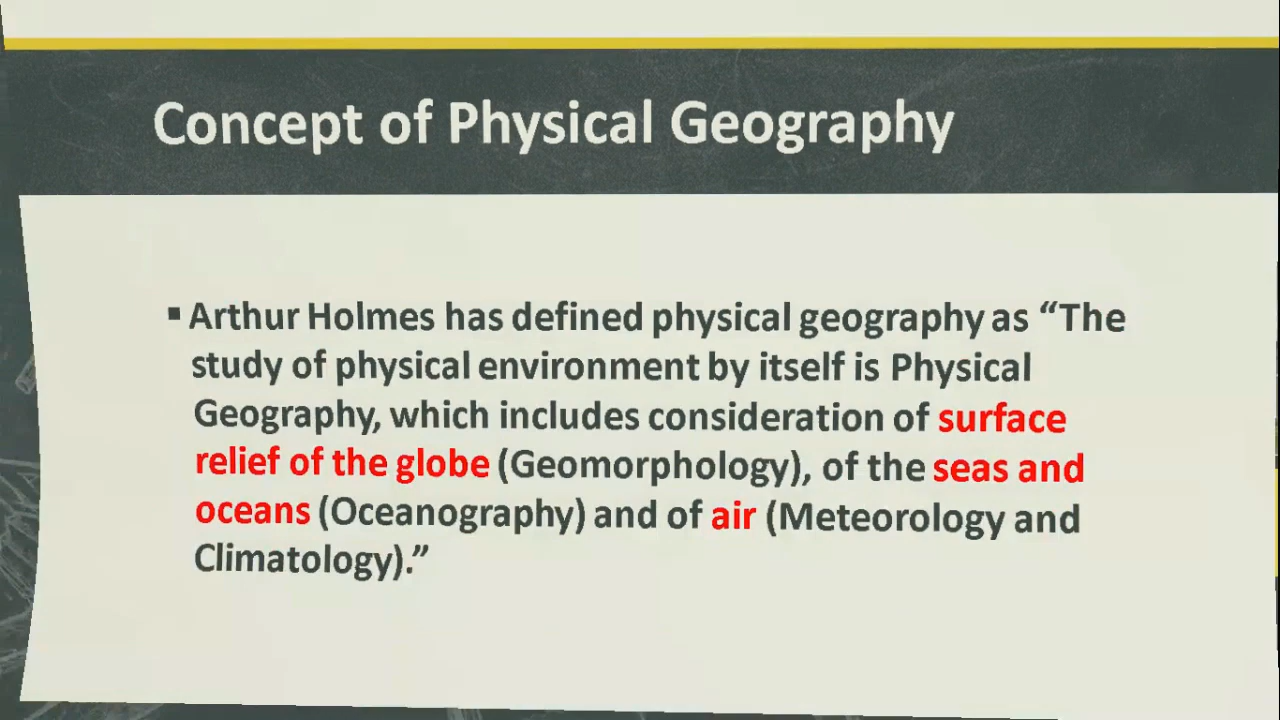 Concept of Physical Geography
▪ Arthur Holmes has defined physical geography as “The
study of physical environment by itself is Physical
Geography, which includes consideration of surface
relief of the globe (Geomorphology), of the seas and
oceans (Oceanography) and of air (Meteorology and
Climatology).”